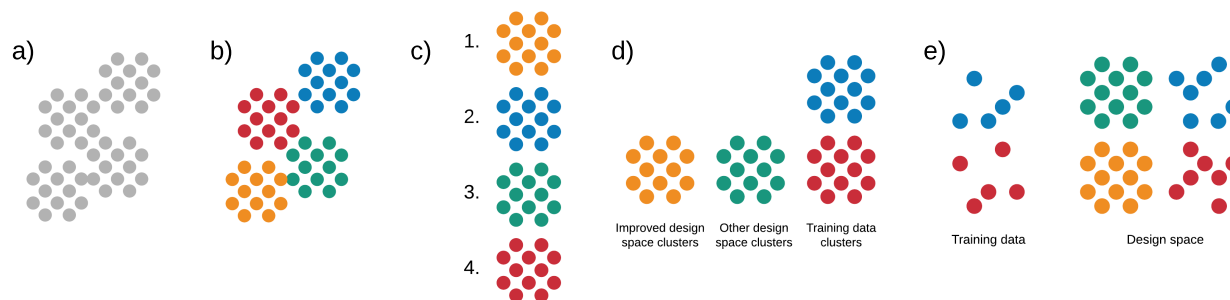 a)
b)
c)
1.
2.
3.
4.
d)
Improved design
space clusters
Other design
space clusters
Training data
clusters
e)
Training data
Design space